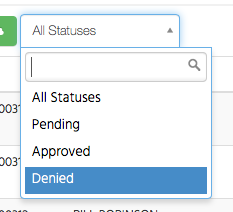 All Statuses
All Statuses
Pending
Approved
Denied